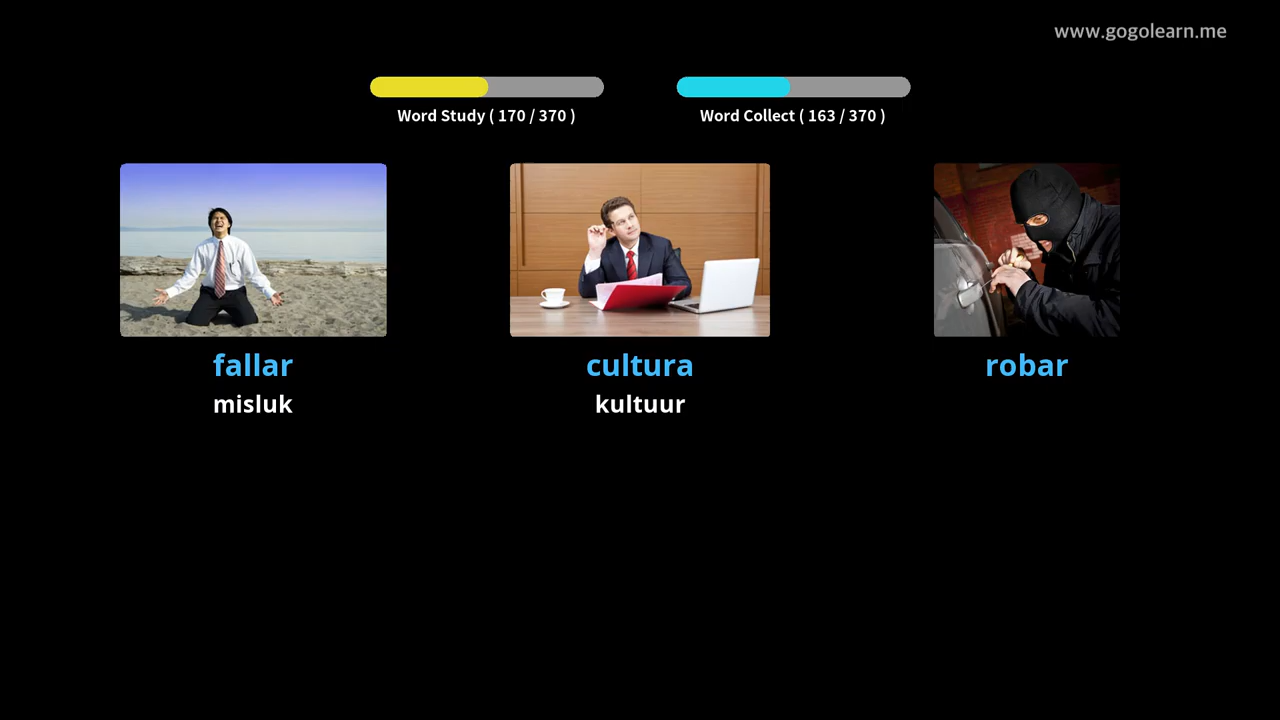 www.gogolearn.me
Word Study ( 170 / 370 )
Word Collect ( 163 / 370 )
fallar
misluk
cultura
kultuur
robar